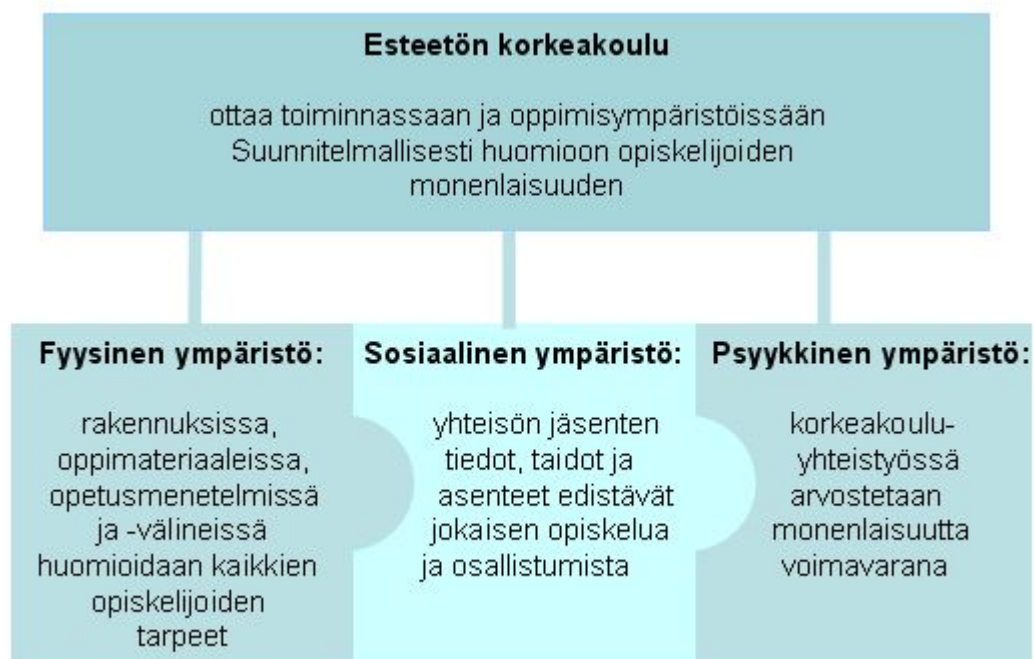 Esteetön korkeakoulu
ottaa toiminnassaan ja oppimisympäristöissään
Suunnitelmallisesti huomioon opiskelijoiden
monenlaisuuden
Fyysinen ympäristö:
rakennuksissa,
oppimateriaaleissa,
opetusmenetelmissä
ja -välineissä
huomioidaan kaikkien
opiskelijoiden
tarpeet
Sosiaalinen ympäristö:
yhteisön jäsenten
tiedot, taidot ja
asenteet edistävät
jokaisen opiskelua
ja osallistumista
Psyykkinen ympäristö:
korkeakoulu-
yhteistyössä
arvostetaan
monenlaisuutta
voimavarana